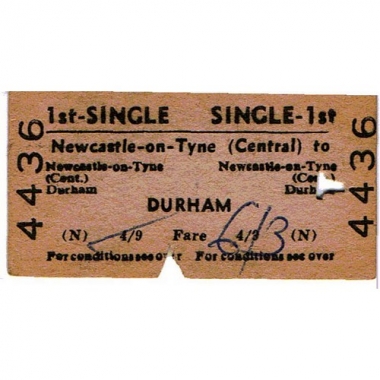 1st-SINGLE SINGLE-1st
Newcastle-on-Tyne (Central) to
Newcastle-on-Tyne Newcastle-on-Tyne
(Cent.) (Cent.)
Durham
DURHAM
(N) 4/9 Fare 4/9 (N)
6/3
For conditions see over For conditions see over
4436
4436